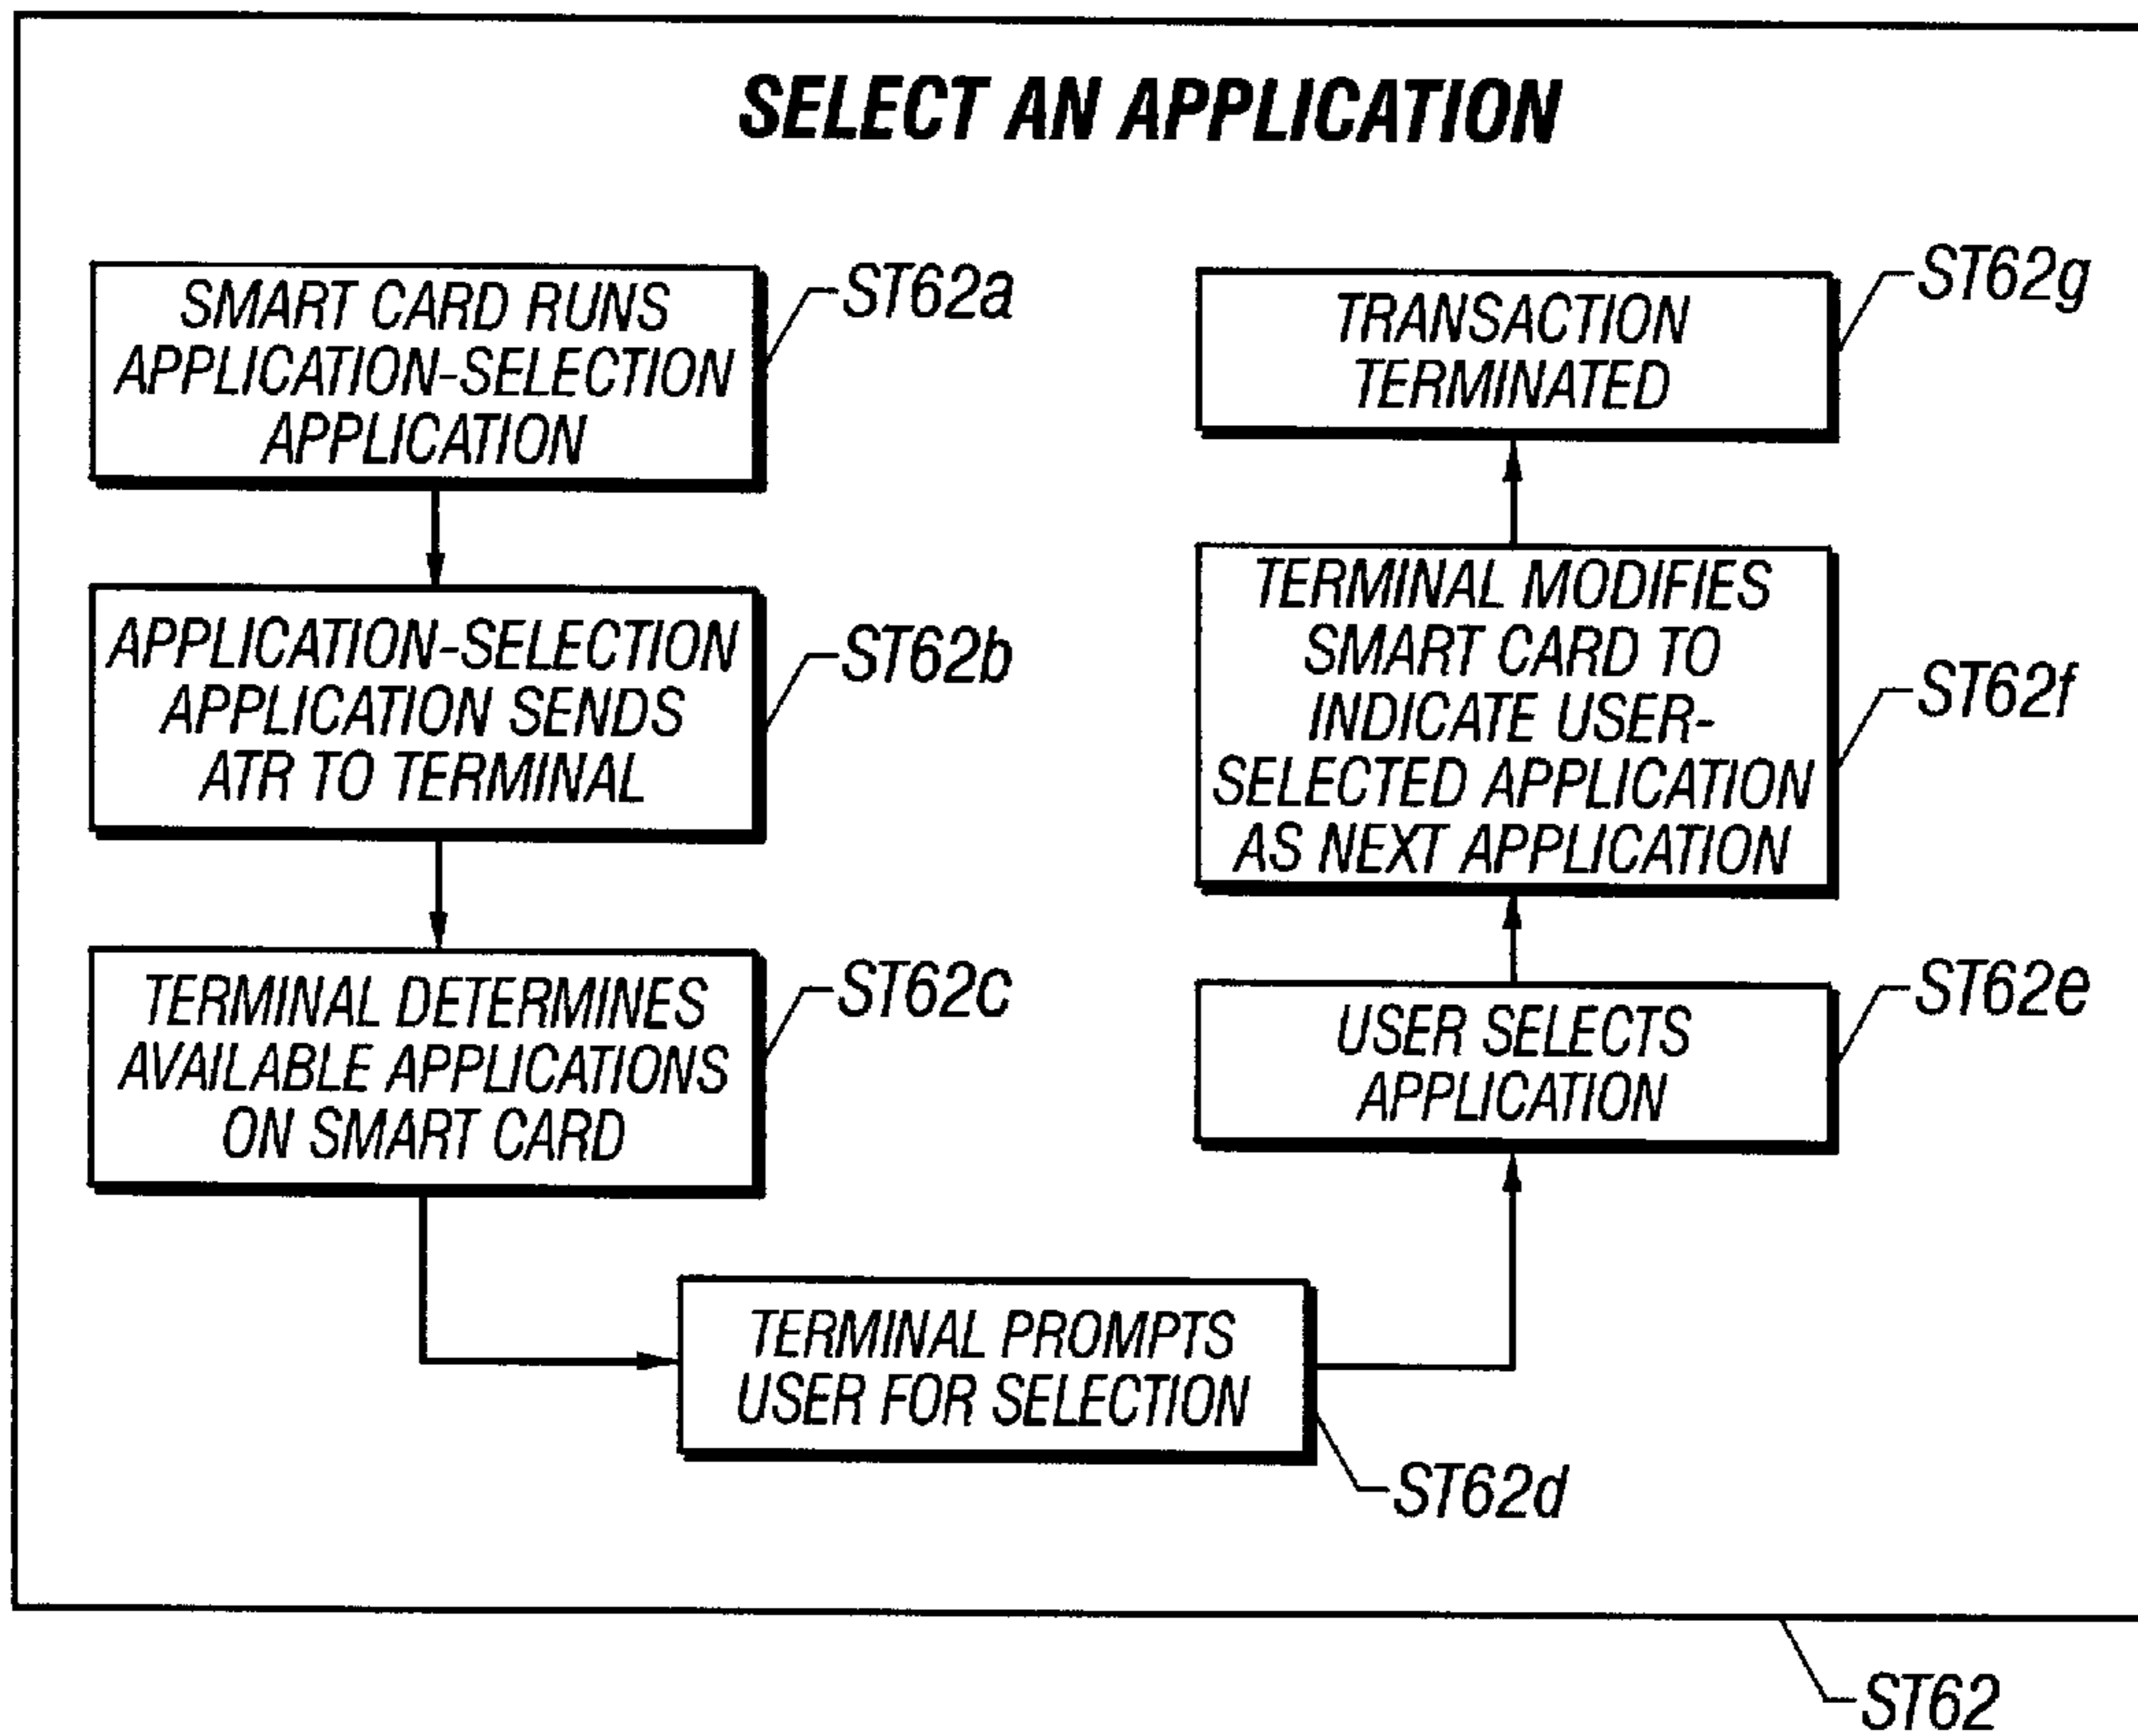 SELECT AN APPLICATION
SMART CARD RUNS
APPLICATION-SELECTION
APPLICATION
ST62a
APPLICATION-SELECTION
APPLICATION SENDS
ATR TO TERMINAL
ST62b
TERMINAL DETERMINES
AVAILABLE APPLICATIONS
ON SMART CARD
ST62c
TERMINAL PROMPTS
USER FOR SELECTION
ST62d
USER SELECTS
APPLICATION
ST62e
TERMINAL MODIFIES
SMART CARD TO
INDICATE USER-
SELECTED APPLICATION
AS NEXT APPLICATION
ST62f
TRANSACTION
TERMINATED
ST62g
ST62